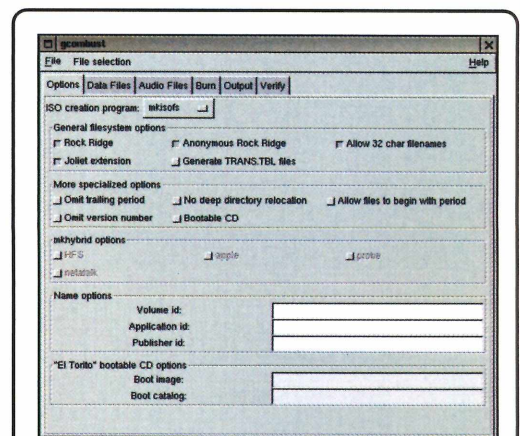 gcombust
File File selection Help
Options Data Files Audio Files Burn Output Verify
ISO creation program: mkisofs
General filesystem options
Rock Ridge Anonymous Rock Ridge Allow 32 char filenames
Joliet extension Generate TRANS.TBL files
More specialized options
Omit trailing period No deep directory relocation Allow files to begin with period
Omit version number Bootable CD
mkhybrid options
HFS apple probe
netatalk
Name options
Volume id:
Application id:
Publisher id:
"El Torito" bootable CD options
Boot image:
Boot catalog: